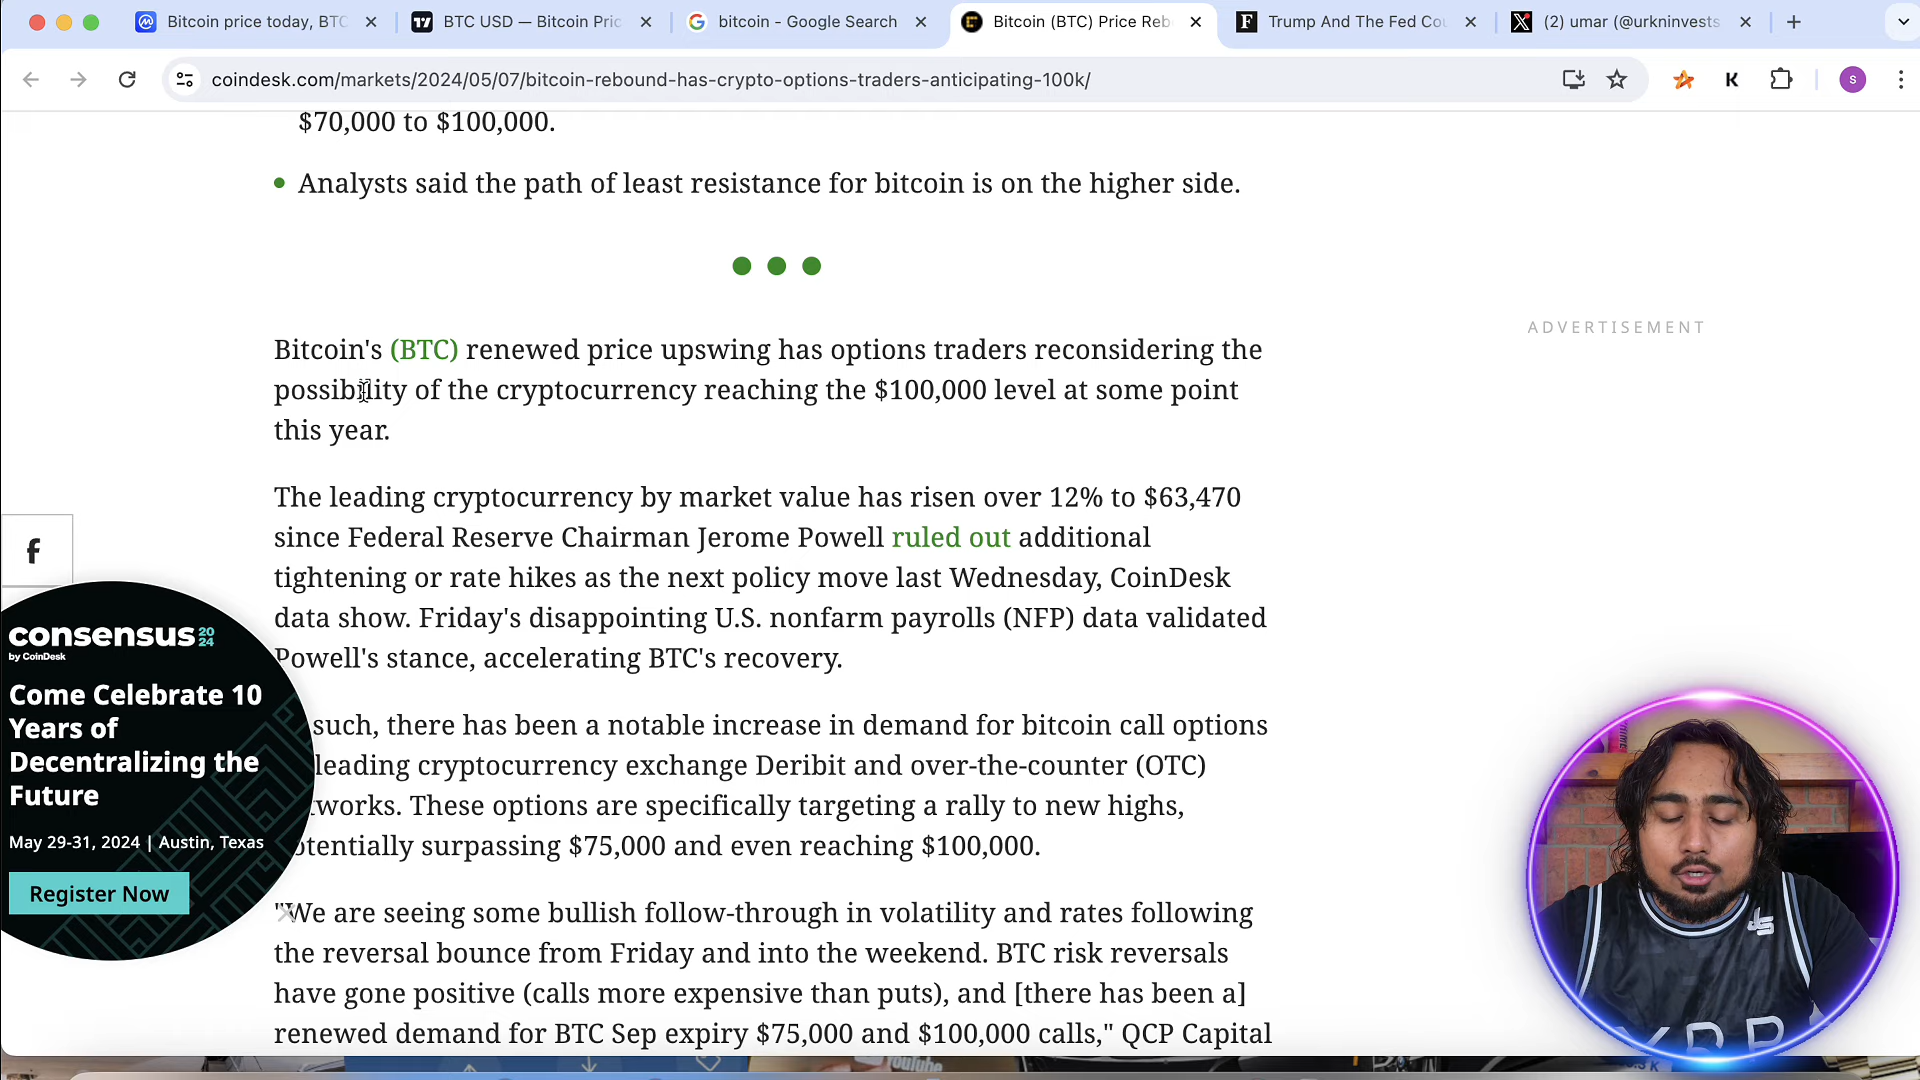 Bitcoin price today, BTC
BTC USD — Bitcoin Pric
bitcoin - Google Search
Bitcoin (BTC) Price Reb
Trump And The Fed Cou
(2) umar (@urkninvests
coindesk.com/markets/2024/05/07/bitcoin-rebound-has-crypto-options-traders-anticipating-100k/
K
S
$70,000 to $100,000.
Analysts said the path of least resistance for bitcoin is on the higher side.
ADVERTISEMENT
Bitcoin's (BTC) renewed price upswing has options traders reconsidering the
possibility of the cryptocurrency reaching the $100,000 level at some point
this year.
The leading cryptocurrency by market value has risen over 12% to $63,470
since Federal Reserve Chairman Jerome Powell ruled out additional
tightening or rate hikes as the next policy move last Wednesday, CoinDesk
data show. Friday's disappointing U.S. nonfarm payrolls (NFP) data validated
Powell's stance, accelerating BTC's recovery.
such, there has been a notable increase in demand for bitcoin call options
leading cryptocurrency exchange Deribit and over-the-counter (OTC)
works. These options are specifically targeting a rally to new highs,
otentially surpassing $75,000 and even reaching $100,000.
"We are seeing some bullish follow-through in volatility and rates following
the reversal bounce from Friday and into the weekend. BTC risk reversals
have gone positive (calls more expensive than puts), and [there has been a]
renewed demand for BTC Sep expiry $75,000 and $100,000 calls," QCP Capital
f
consensus 2024
by CoinDesk
Come Celebrate 10
Years of
Decentralizing the
Future
May 29-31, 2024 | Austin, Texas
Register Now
XRP
YouTube